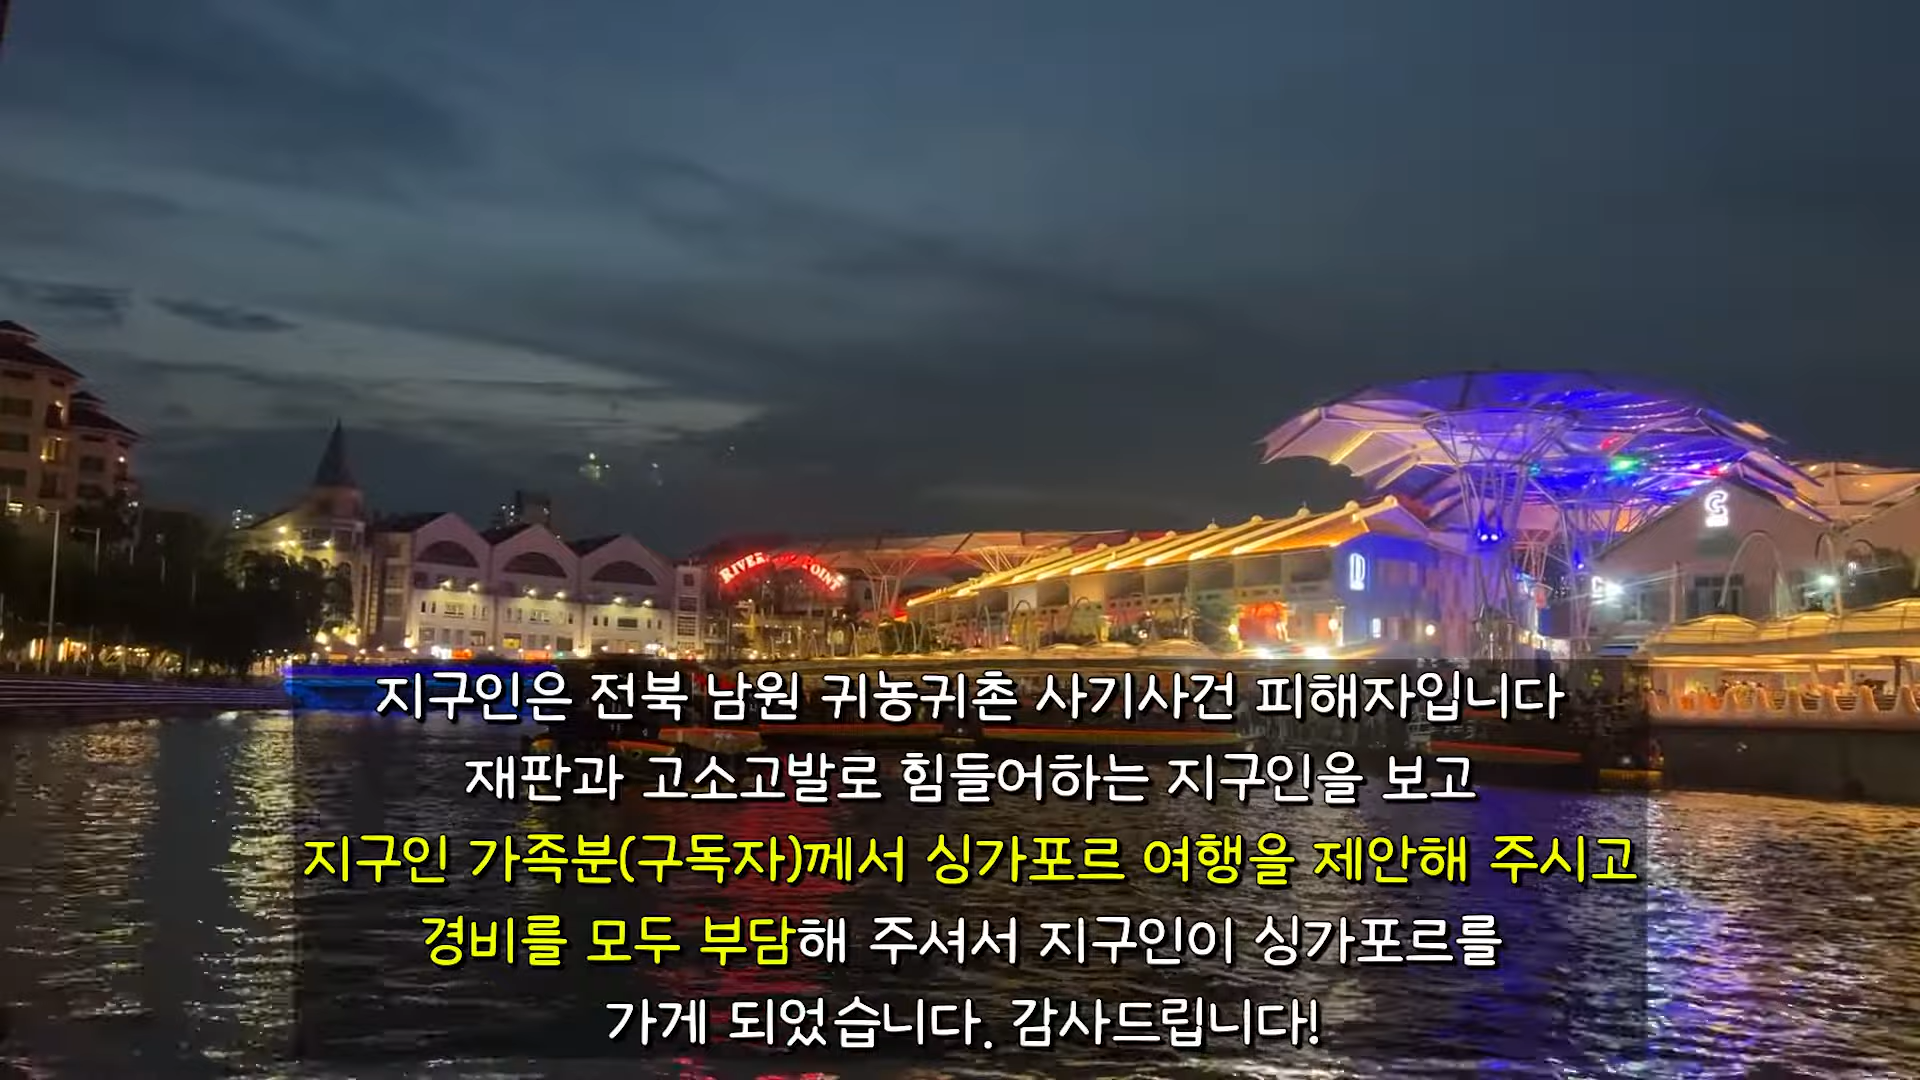 RIVERSIDE POINT
지구인은 전북 남원 귀농귀촌 사기사건 피해자입니다
재판과 고소고발로 힘들어하는 지구인을 보고
지구인 가족분(구독자)께서 싱가포르 여행을 제안해 주시고
경비를 모두 부담해 주셔서 지구인이 싱가포르를
가게 되었습니다. 감사드립니다!